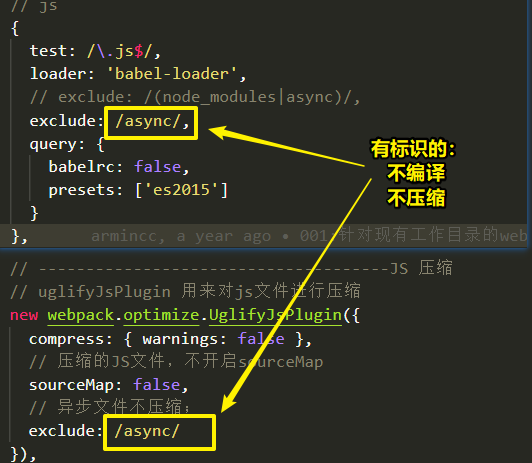 // js
{
test: /\.js$/,
loader: 'babel-loader',
// exclude: /(node_modules|async)/,
exclude: /async/,
query: {
babelrc: false,
presets: ['es2015']
}
},
armincc, a year ago • 001:针对现有工作目录的web
有标识的:
不编译
不压缩
// -----------------------------------JS 压缩
// uglifyJsPlugin 用来对js文件进行压缩
new webpack.optimize.UglifyJsPlugin({
compress: { warnings: false },
// 压缩的JS文件，不开启sourceMap
sourceMap: false,
// 异步文件不压缩;
exclude: /async/
}),